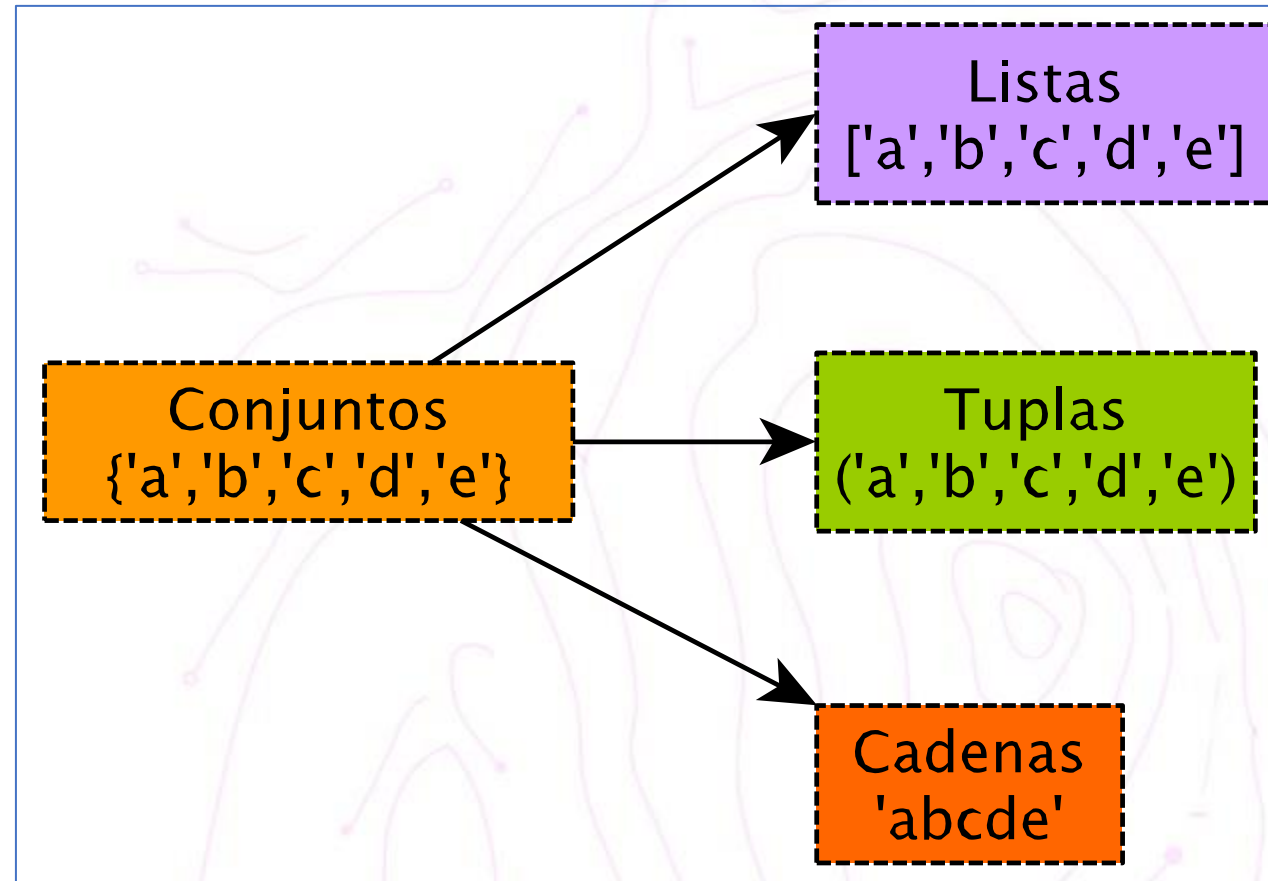 Listas
['a','b','c','d','e']
Conjuntos
{'a','b','c','d','e'}
Tuplas
('a','b','c','d','e')
Cadenas
'abcde'